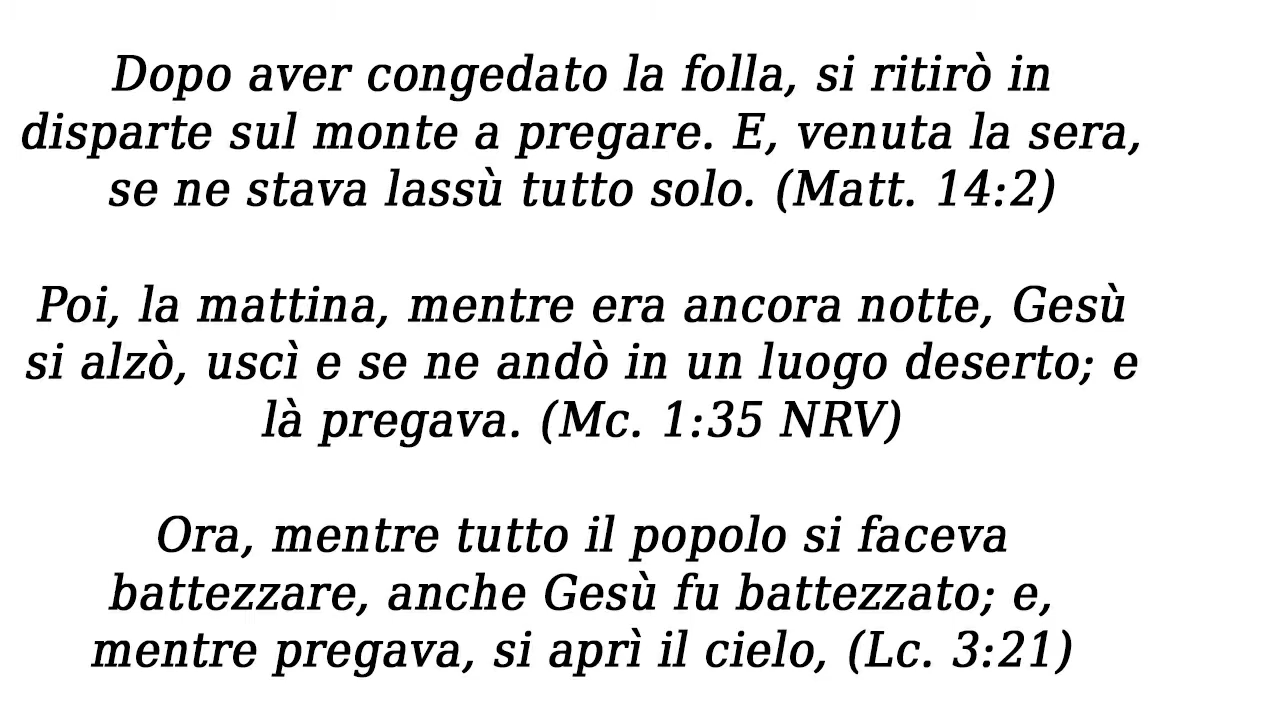 Dopo aver congedato la folla, si ritirò in
disparte sul monte a pregare. E, venuta la sera,
se ne stava lassù tutto solo. (Matt. 14:2)
Poi, la mattina, mentre era ancora notte, Gesù
si alzò, uscì e se ne andò in un luogo deserto; e
là pregava. (Mc. 1:35 NRV)
Ora, mentre tutto il popolo si faceva
battezzare, anche Gesù fu battezzato; e,
mentre pregava, si aprì il cielo, (Lc. 3:21)